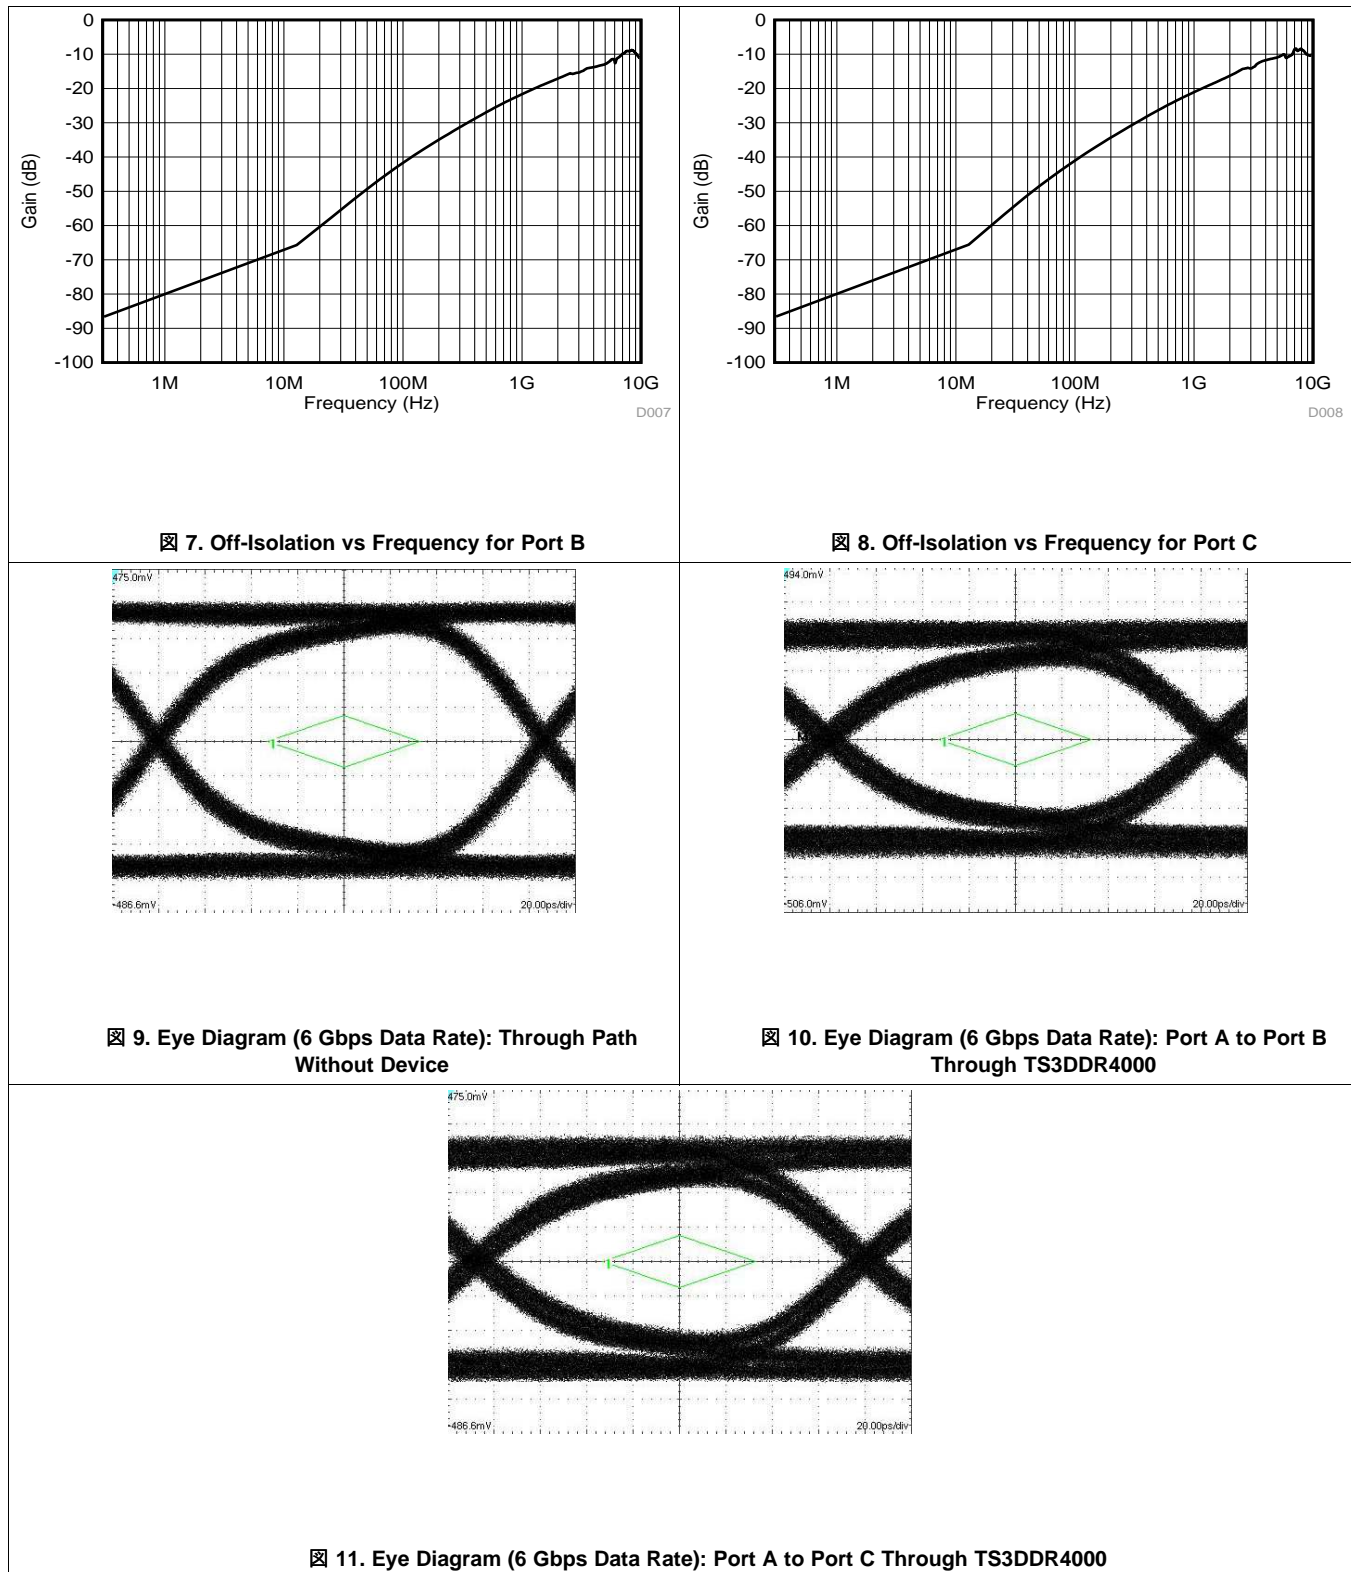 0
-10
-20
-30
-40
-50
-60
-70
-80
-90
-100
Gain (dB)
1M 10M 100M 1G 10G
Frequency (Hz)
D007
図 7. Off-Isolation vs Frequency for Port B
0
-10
-20
-30
-40
-50
-60
-70
-80
-90
-100
Gain (dB)
1M 10M 100M 1G 10G
Frequency (Hz)
D008
図 8. Off-Isolation vs Frequency for Port C
475.0mV
1
-486.6mV
20.00ps/div
図 9. Eye Diagram (6 Gbps Data Rate): Through Path
Without Device
494.0mV
1
-506.0mV
20.00ps/div
図 10. Eye Diagram (6 Gbps Data Rate): Port A to Port B
Through TS3DDR4000
475.0mV
1
-486.6mV
20.00ps/div
図 11. Eye Diagram (6 Gbps Data Rate): Port A to Port C Through TS3DDR4000